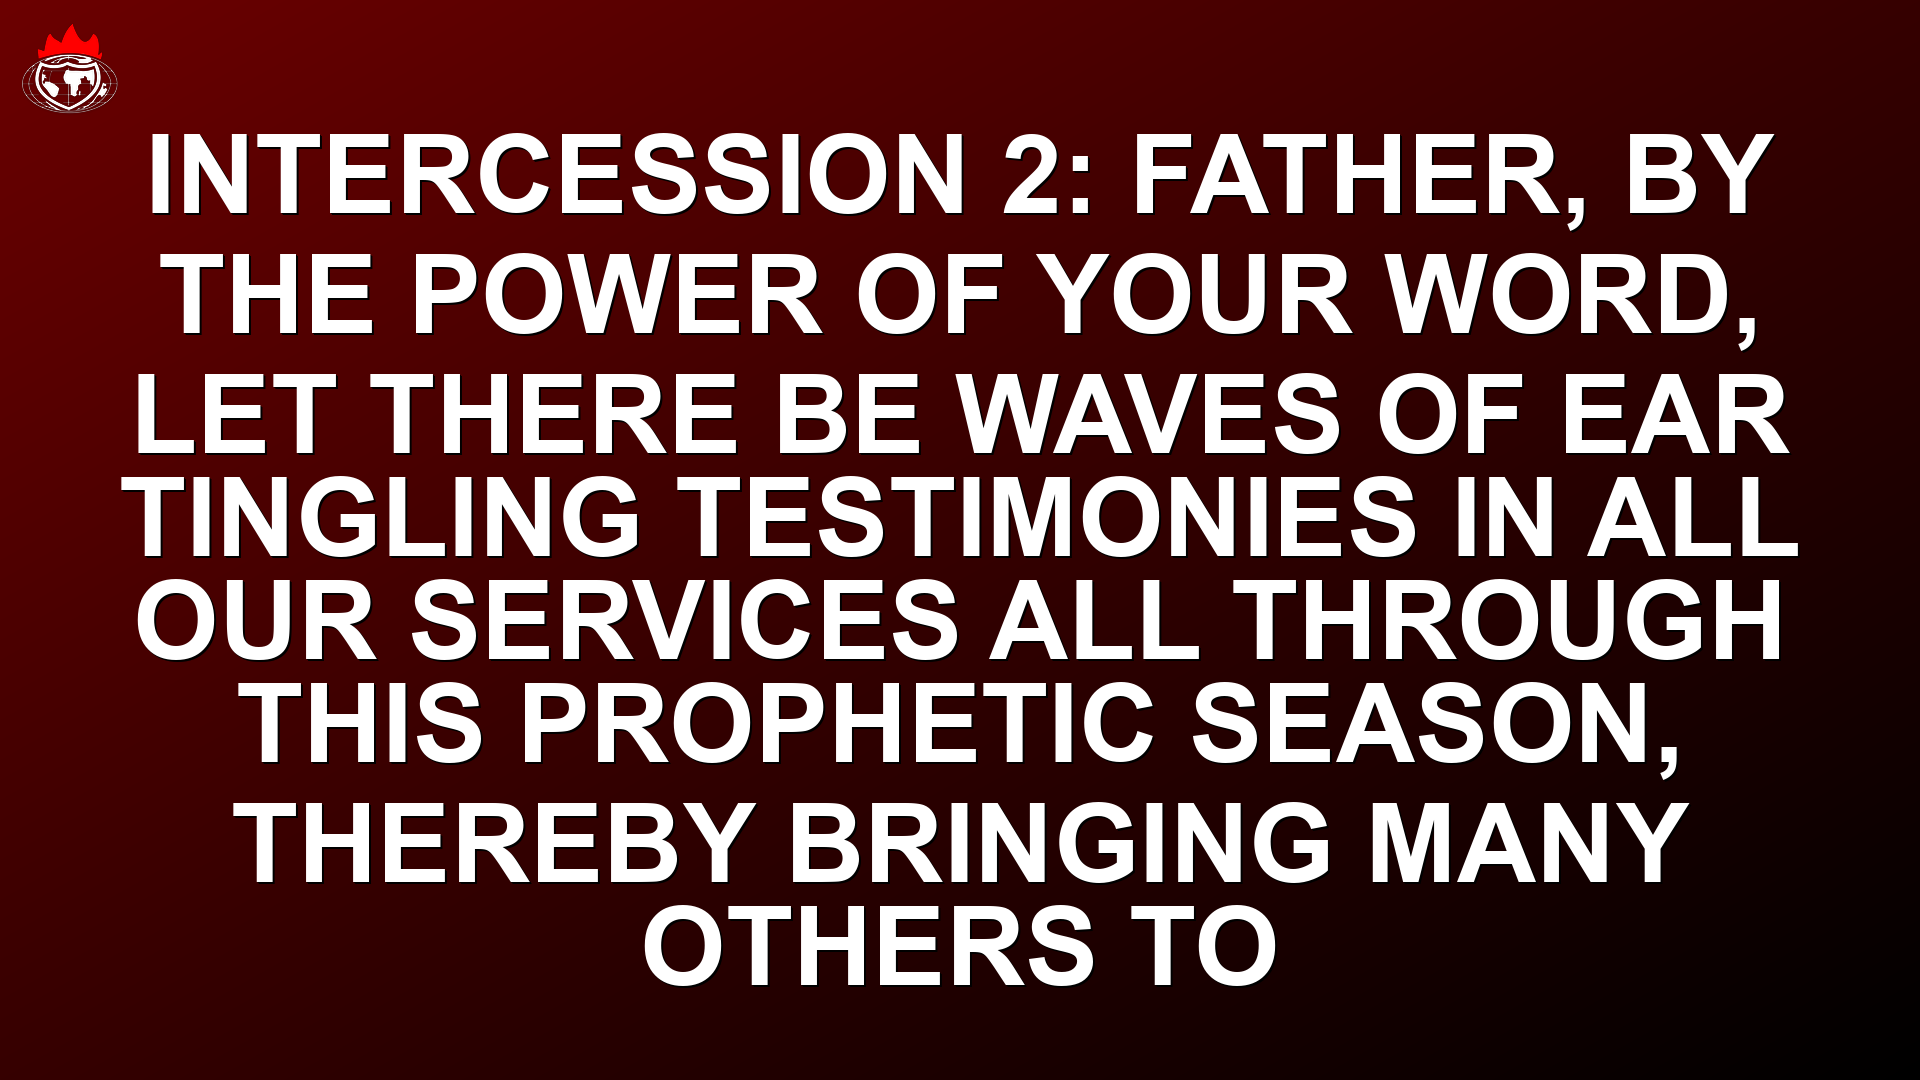 INTERCESSION 2: FATHER, BY
THE POWER OF YOUR WORD,
LET THERE BE WAVES OF EAR
TINGLING TESTIMONIES IN ALL
OUR SERVICES ALL THROUGH
THIS PROPHETIC SEASON,
THEREBY BRINGING MANY
OTHERS TO